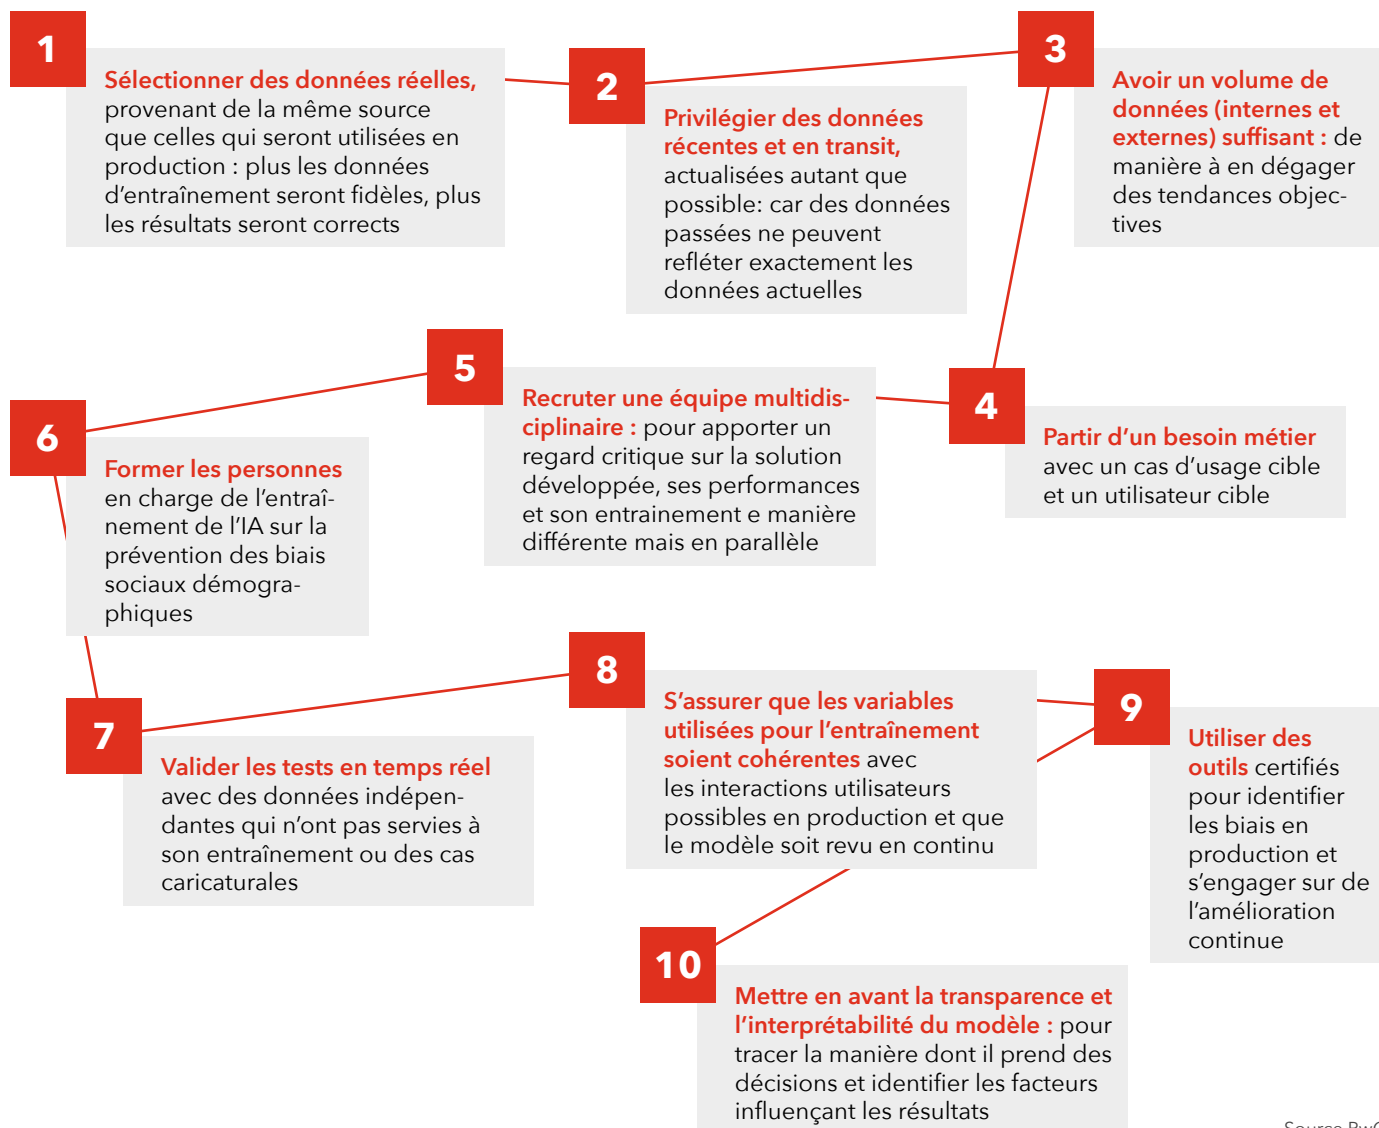 1
Sélectionner des données réelles,
provenant de la même source
que celles qui seront utilisées en
production : plus les données
d’entraînement seront fidèles, plus
les résultats seront corrects
2
Privilégier des données
récentes et en transit,
actualisées autant que
possible: car des données
passées ne peuvent
refléter exactement les
données actuelles
3
Avoir un volume de
données (internes et
externes) suffisant : de
manière à en dégager
des tendances objec-
tives
4
Partir d’un besoin métier
avec un cas d’usage cible
et un utilisateur cible
5
Recruter une équipe multidis-
ciplinaire : pour apporter un
regard critique sur la solution
développée, ses performances
et son entrainement e manière
différente mais en parallèle
6
Former les personnes
en charge de l’entraî-
nement de l’IA sur la
prévention des biais
sociaux démogra-
phiques
7
Valider les tests en temps réel
avec des données indépen-
dantes qui n’ont pas servies à
son entraînement ou des cas
caricaturales
8
S’assurer que les variables
utilisées pour l’entraînement
soient cohérentes avec
les interactions utilisateurs
possibles en production et que
le modèle soit revu en continu
9
Utiliser des
outils certifiés
pour identifier
les biais en
production et
s’engager sur de
l’amélioration
continue
10
Mettre en avant la transparence et
l’interprétabilité du modèle : pour
tracer la manière dont il prend des
décisions et identifier les facteurs
influençant les résultats